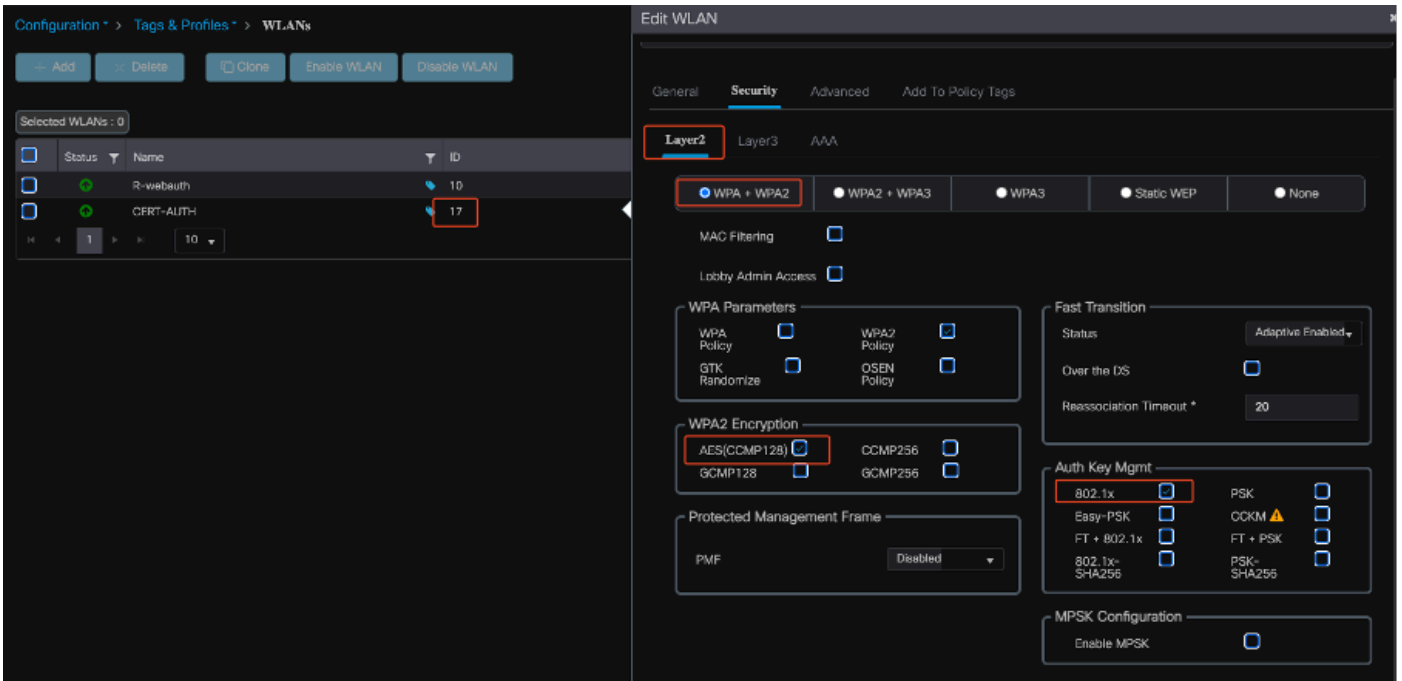 Configuration > Tags & Profiles > WLANs
Add Delete Clone Enable WLAN Disable WLAN
Selected WLANs : 0
Status Name ID
R-webauth 10
CERT-AUTH 17
1 10
Edit WLAN
General Security Advanced Add To Policy Tags
Layer2 Layer3 AAA
WPA + WPA2 WPA2 + WPA3 WPA3 Static WEP None
MAC Filtering
Lobby Admin Access
WPA Parameters
WPA Policy WPA2 Policy
GTK Randomize OSEN Policy
WPA2 Encryption
AES(CCMP128) CCMP256
GCMP128 GCMP256
Protected Management Frame
PMF Disabled
Fast Transition
Status Adaptive Enabled
Over the DS
Reassociation Timeout * 20
Auth Key Mgmt
802.1x PSK
Easy-PSK CCKM
FT + 802.1x FT + PSK
802.1x-SHA256 PSK-SHA256
MPSK Configuration
Enable MPSK